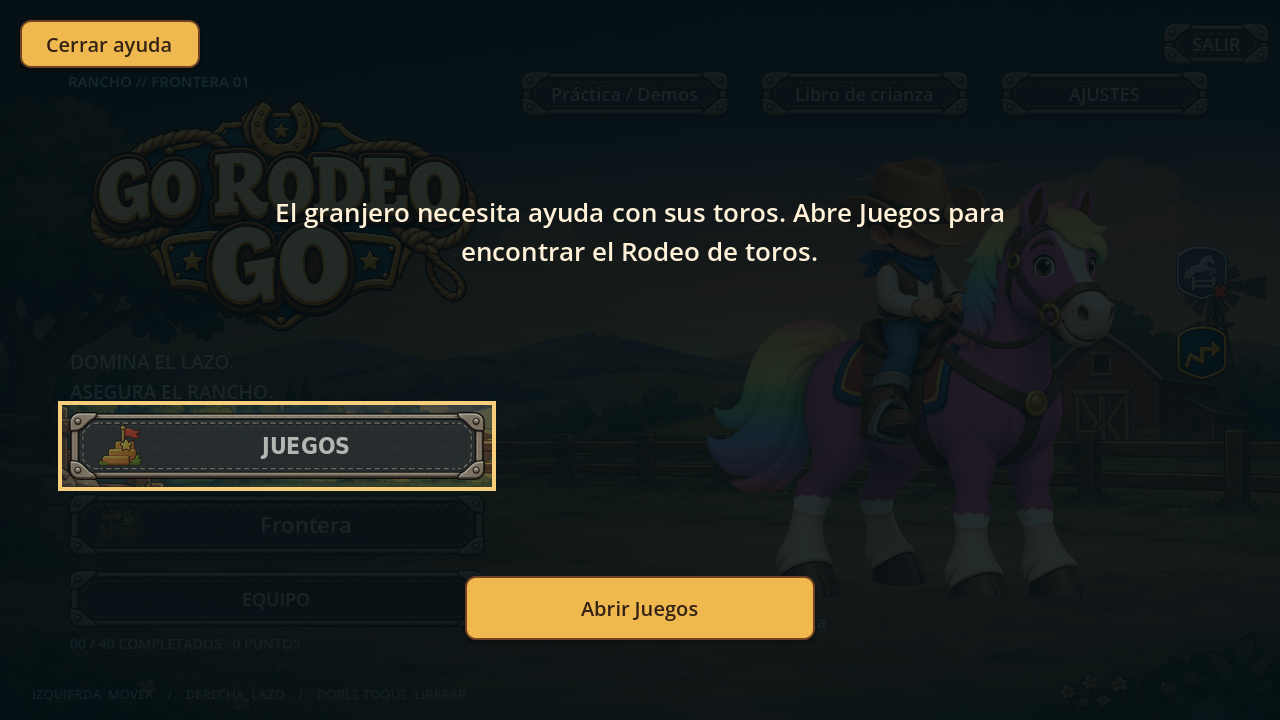 Cerrar ayuda
SALIR
RANCHO // FRONTERA 01
Práctica / Demos
Libro de crianza
AJUSTES
GO RODEO
GO
El granjero necesita ayuda con sus toros. Abre Juegos para
encontrar el Rodeo de toros.
DOMINA EL LAZO.
ASEGURA EL RANCHO.
JUEGOS
Frontera
EQUIPO
Abrir Juegos
00 / 40 COMPLETADOS · 0 PUNTOS
IZQUIERDA MOVER / DERECHA LAZO / DOBLE TOQUE LIBERAR